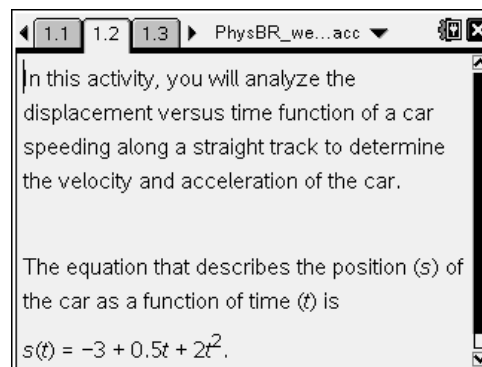 1.1 1.2 1.3 PhysBR_we...acc
In this activity, you will analyze the
displacement versus time function of a car
speeding along a straight track to determine
the velocity and acceleration of the car.
The equation that describes the position (s) of
the car as a function of time (t) is
s(t) = −3 + 0.5t + 2t².